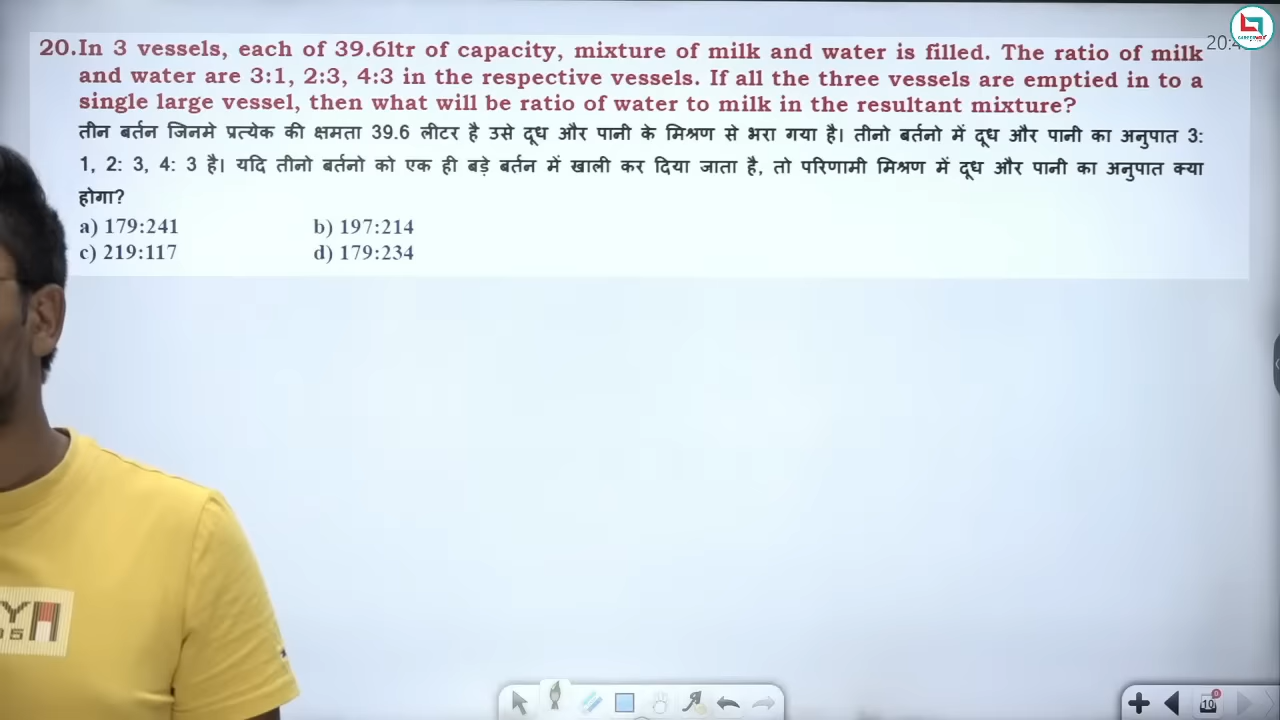 20.In 3 vessels, each of 39.6ltr of capacity, mixture of milk and water is filled. The ratio of milk
and water are 3:1, 2:3, 4:3 in the respective vessels. If all the three vessels are emptied in to a
single large vessel, then what will be ratio of water to milk in the resultant mixture?
तीन बर्तन जिनमे प्रत्येक की क्षमता 39.6 लीटर है उसे दूध और पानी के मिश्रण से भरा गया है। तीनो बर्तनो में दूध और पानी का अनुपात 3:
1, 2: 3, 4: 3 है। यदि तीनो बर्तनो को एक ही बड़े बर्तन में खाली कर दिया जाता है, तो परिणामी मिश्रण में दूध और पानी का अनुपात क्या
होगा?
a) 179:241 b) 197:214
c) 219:117 d) 179:234